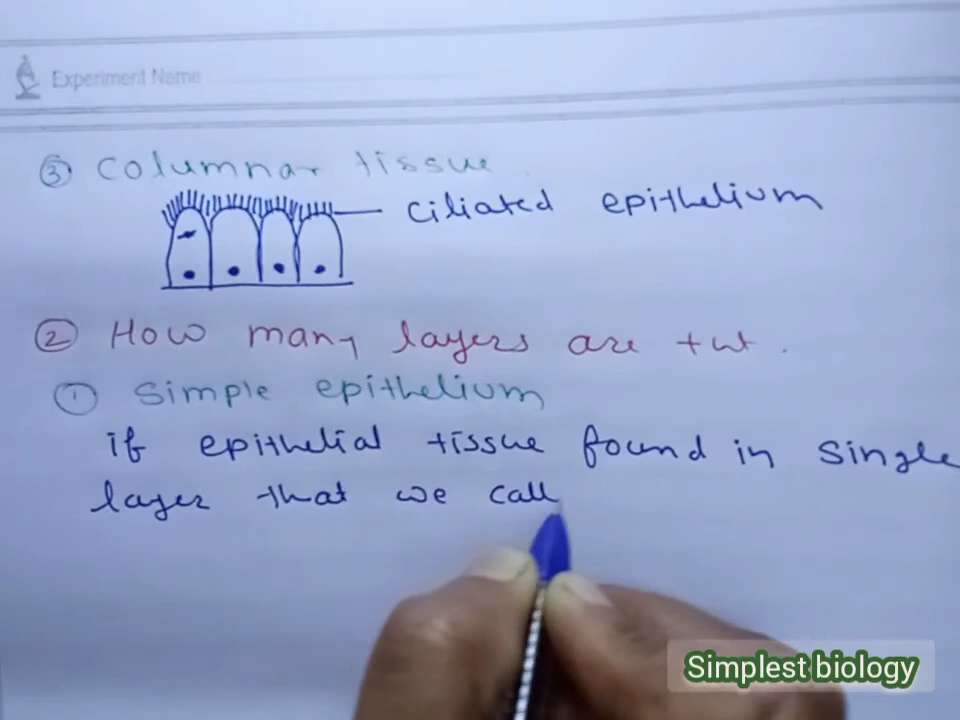 Experiment Name
③ columnar tissue
ciliated epithelium
② How many layers are
① simple epithelium
if epithelial tissue found in single
layer that we call
Simplest biology